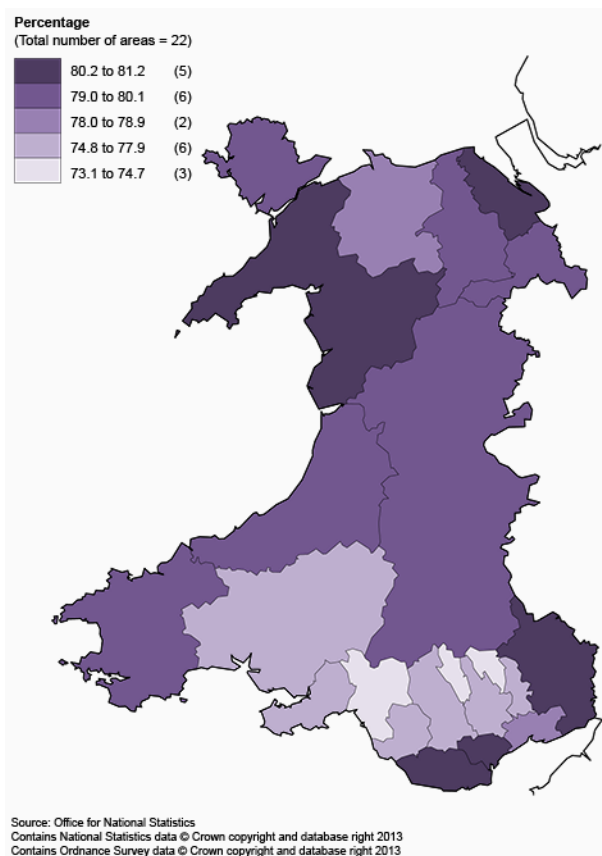 Percentage
(Total number of areas = 22)
80.2 to 81.2 (5)
79.0 to 80.1 (6)
78.0 to 78.9 (2)
74.8 to 77.9 (6)
73.1 to 74.7 (3)
Source: Office for National Statistics
Contains National Statistics data © Crown copyright and database right 2013
Contains Ordnance Survey data © Crown copyright and database right 2013